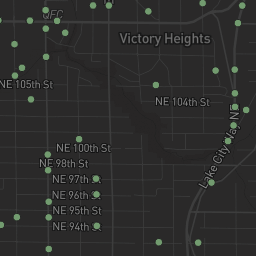 QFC
Victory Heights
NE 105th St
NE 104th St
NE 100th St
NE 98th St
NE 97th St
NE 96th St
NE 95th St
NE 94th St
Lake City Way NE